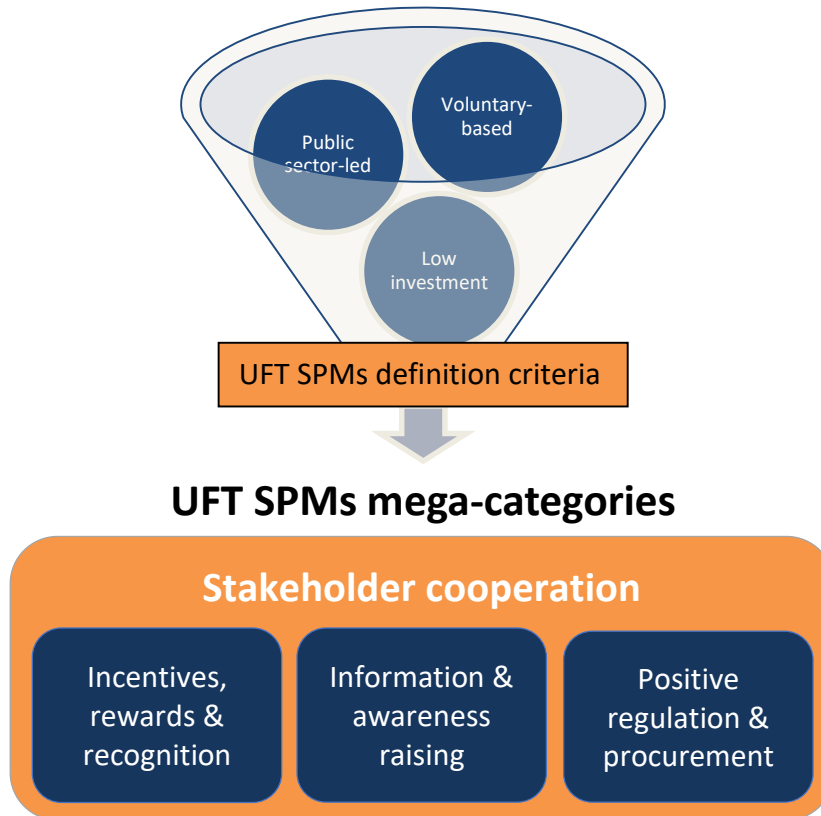 Voluntary-
based
Public
sector-led
Low
investment
UFT SPMs definition criteria
UFT SPMs mega-categories
Stakeholder cooperation
Incentives,
rewards &
recognition
Information &
awareness
raising
Positive
regulation &
procurement